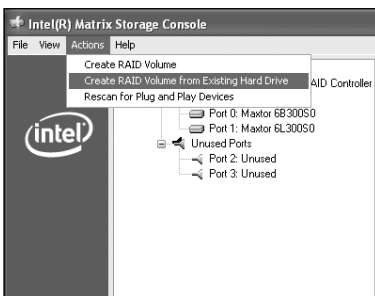 Intel(R) Matrix Storage Console
File View Actions Help
Create RAID Volume
Create RAID Volume from Existing Hard Drive
AID Controller
Rescan for Plug and Play Devices
Port 0: Maxtor 6B300S0
intel
Port 1: Maxtor 6L300S0
Unused Ports
Port 2: Unused
Port 3: Unused